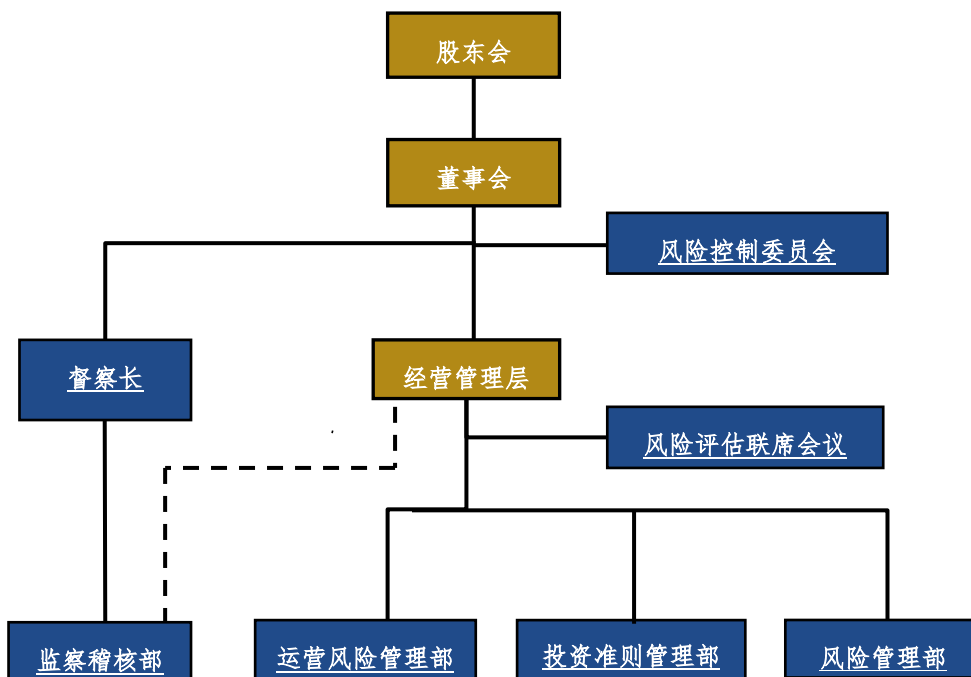 股东会
董事会
风险控制委员会
督察长
经营管理层
风险评估联席会议
监察稽核部
运营风险管理部
投资准则管理部
风险管理部